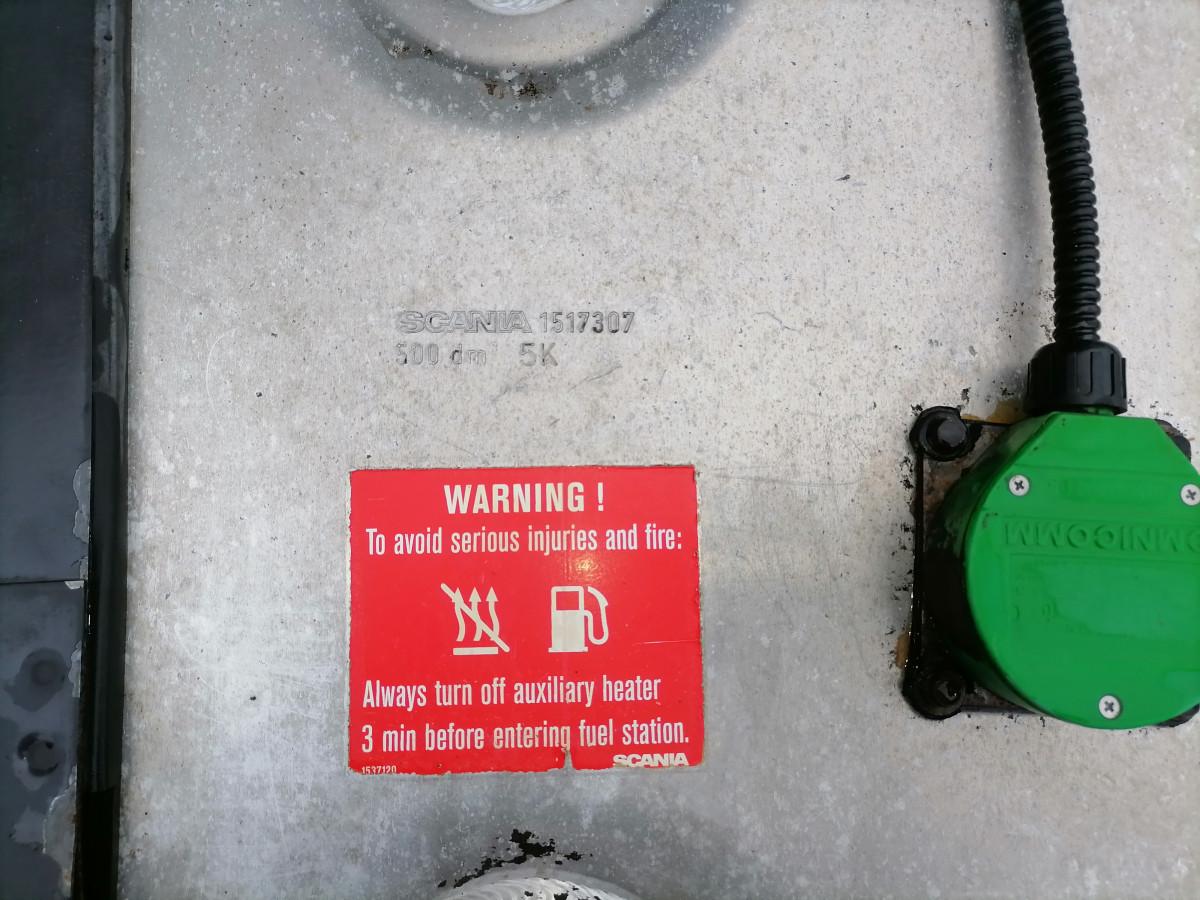 SCANIA 1517307
500 dm 5K
WARNING !
To avoid serious injuries and fire:
Always turn off auxiliary heater
3 min before entering fuel station.
1537120
SCANIA
OMNICOMM